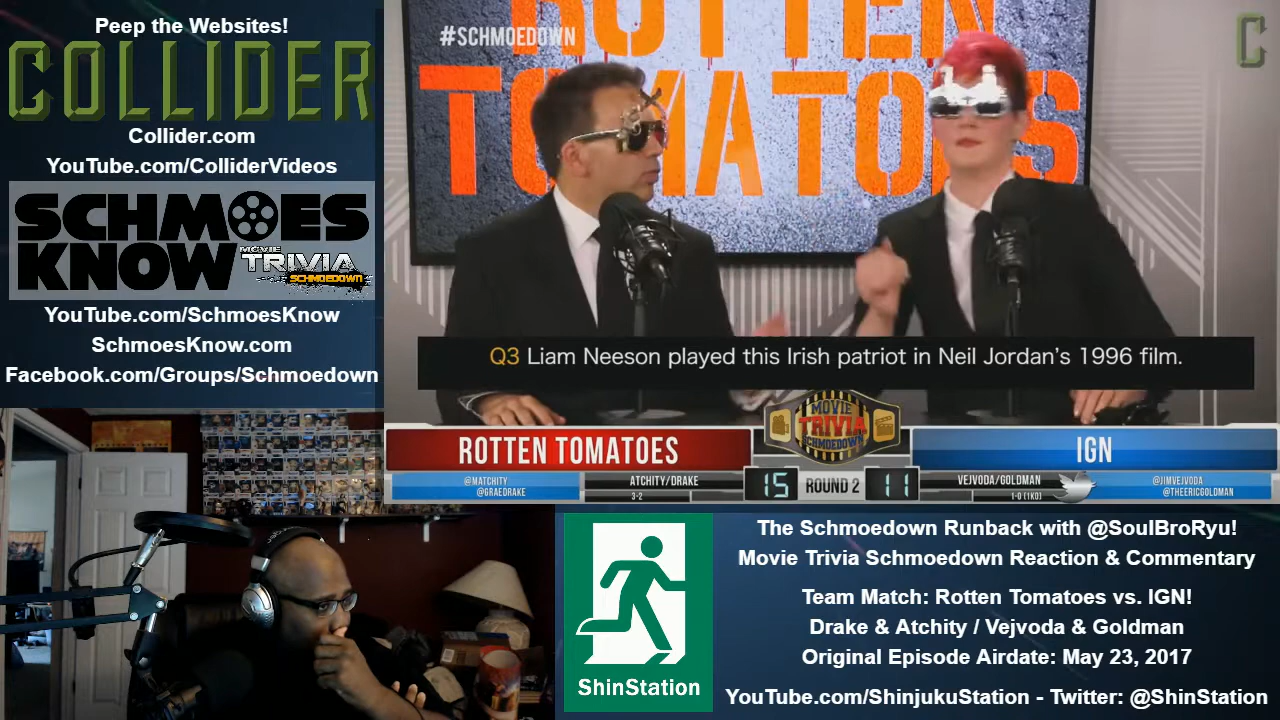 Peep the Websites!
COLLIDER
Collider.com
YouTube.com/ColliderVideos
SCHMOES
KNOW
MOVIE
TRIVIA
SCHMOEDOWN
YouTube.com/SchmoesKnow
SchmoesKnow.com
Facebook.com/Groups/Schmoedown
#SCHMOEDOWN
ROTTEN
TOMATOES
C
Q3 Liam Neeson played this Irish patriot in Neil Jordan's 1996 film.
MOVIE
TRIVIA
SCHMOEDOWN
ROTTEN TOMATOES
IGN
@MATCHITY
@GRAEDRAKE
ATCHITY/DRAKE
3-2
15
ROUND 2
11
VEJVODA/GOLDMAN
1-0 (1KO)
@JIMVEJVODA
@THEERICGOLDMAN
ShinStation
The Schmoedown Runback with @SoulBroRyu!
Movie Trivia Schmoedown Reaction & Commentary
Team Match: Rotten Tomatoes vs. IGN!
Drake & Atchity / Vejvoda & Goldman
Original Episode Airdate: May 23, 2017
YouTube.com/ShinjukuStation - Twitter: @ShinStation